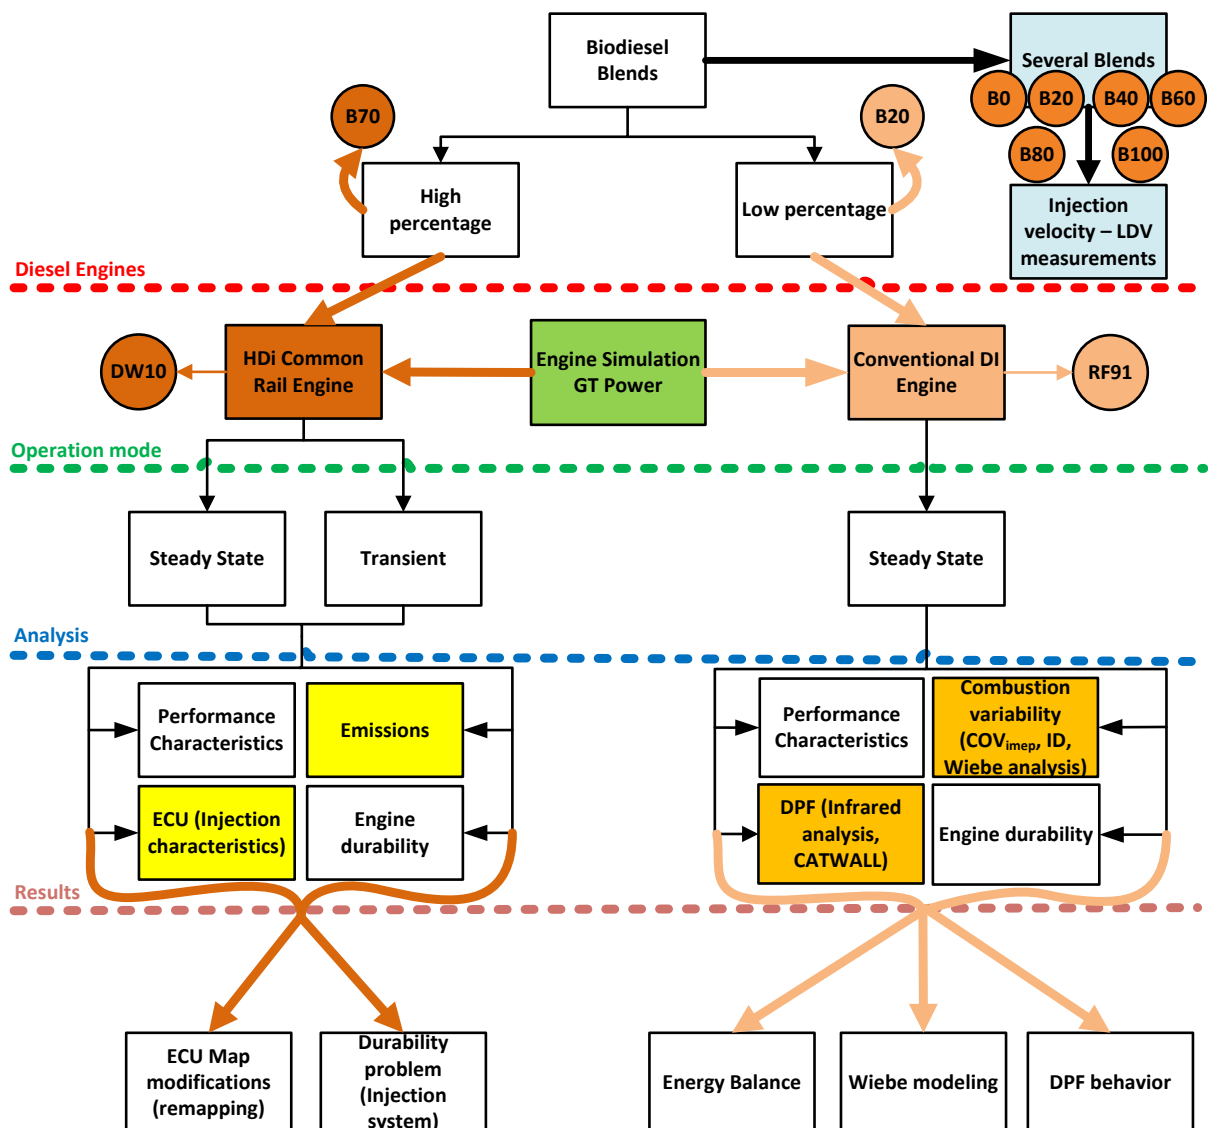 Biodiesel
Blends
Several Blends
B0
B20
B40
B60
B80
B100
B70
B20
High
percentage
Low percentage
Injection
velocity – LDV
measurements
Diesel Engines
DW10
HDi Common
Rail Engine
Engine Simulation
GT Power
Conventional DI
Engine
RF91
Operation mode
Steady State
Transient
Steady State
Analysis
Performance
Characteristics
Emissions
ECU (Injection
characteristics)
Engine
durability
Performance
Characteristics
Combustion
variability
(COVimep, ID,
Wiebe analysis)
DPF (Infrared
analysis,
CATWALL)
Engine durability
Results
ECU Map
modifications
(remapping)
Durability
problem
(Injection
system)
Energy Balance
Wiebe modeling
DPF behavior